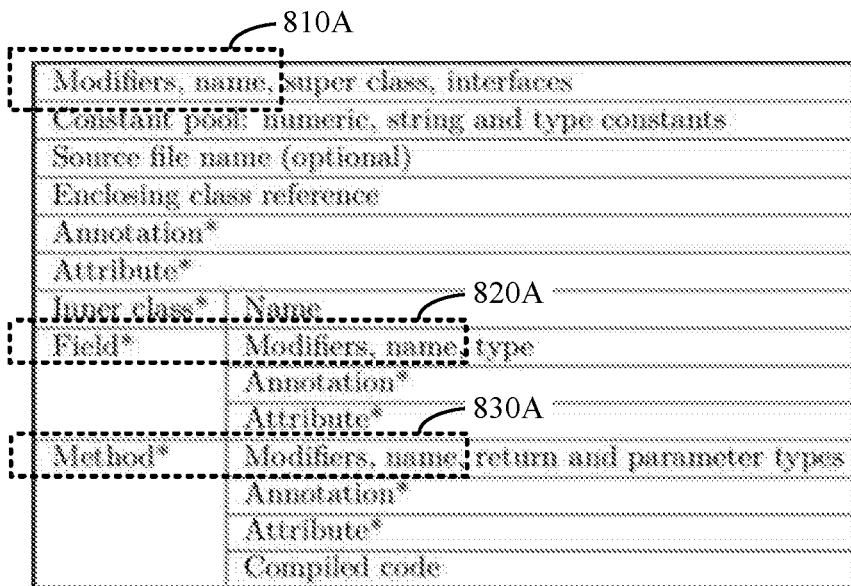 810A
Modifiers, name, super class, interfaces
Constant pool: numeric, string and type constants
Source file name (optional)
Enclosing class reference
Annotation*
Attribute*
820A
Inner class* Name
Field* Modifiers, name, type
Annotation*
Attribute*
830A
Method* Modifiers, name, return and parameter types
Annotation*
Attribute*
Compiled code